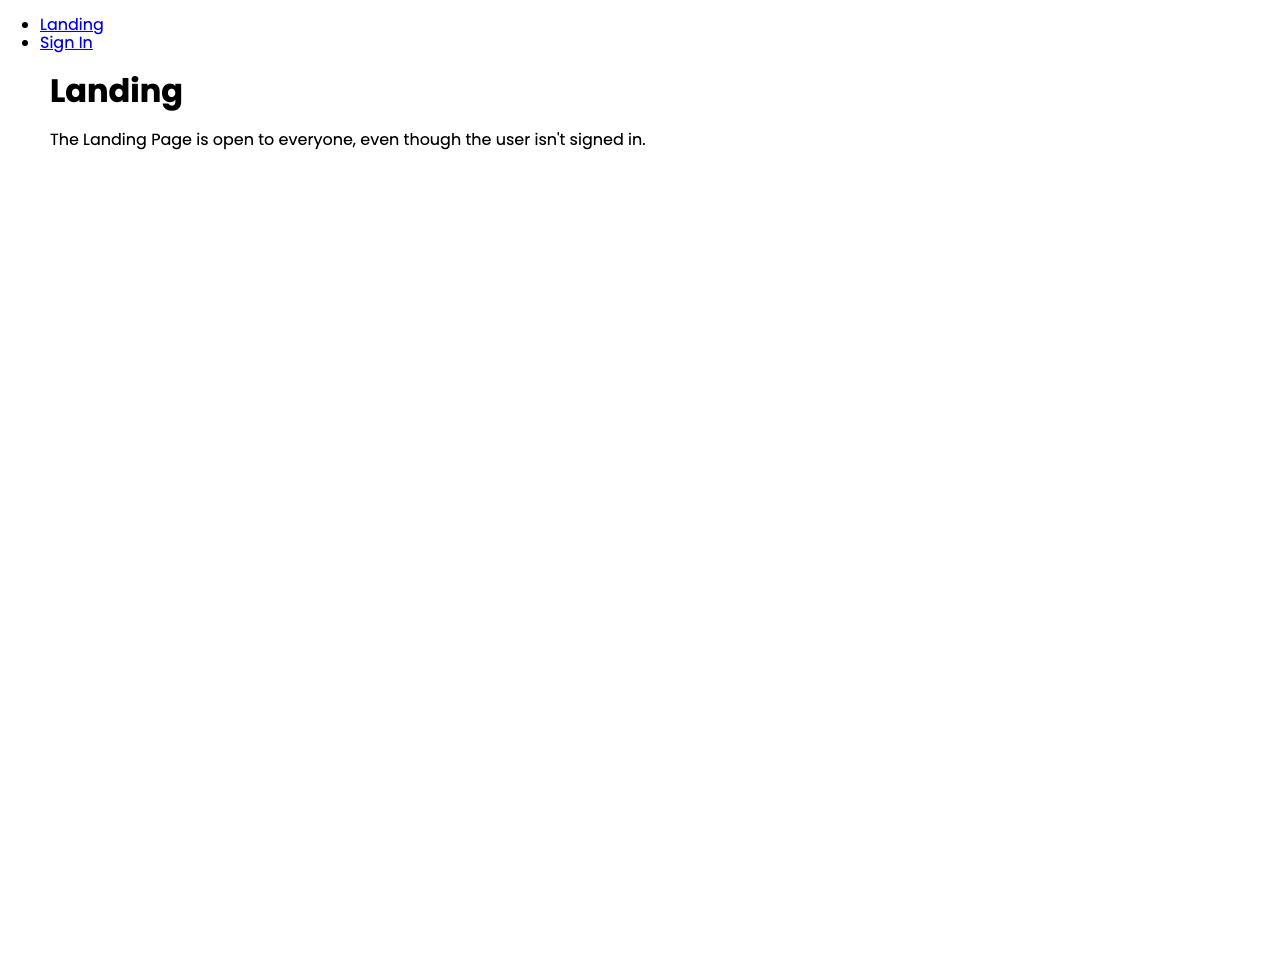 Landing
Sign In
Landing
The Landing Page is open to everyone, even though the user isn't signed in.